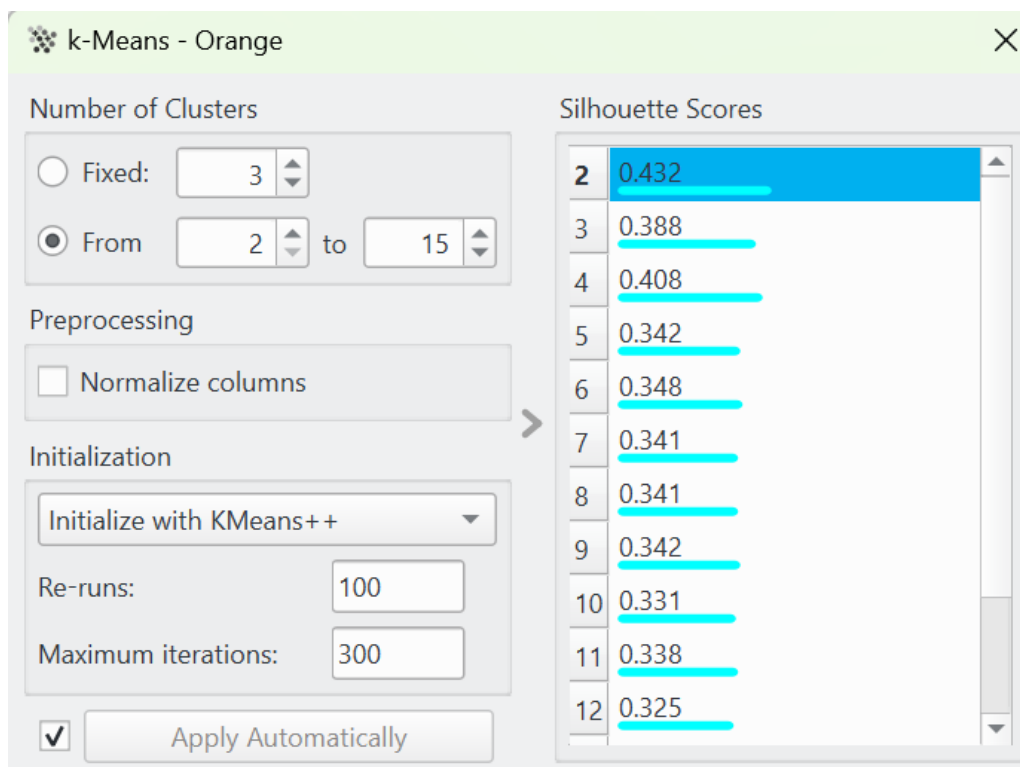 k-Means - Orange
Number of Clusters
Fixed: 3
From 2 to 15
Preprocessing
Normalize columns
Initialization
Initialize with KMeans++
Re-runs: 100
Maximum iterations: 300
Apply Automatically
Silhouette Scores
2 0.432
3 0.388
4 0.408
5 0.342
6 0.348
7 0.341
8 0.341
9 0.342
10 0.331
11 0.338
12 0.325